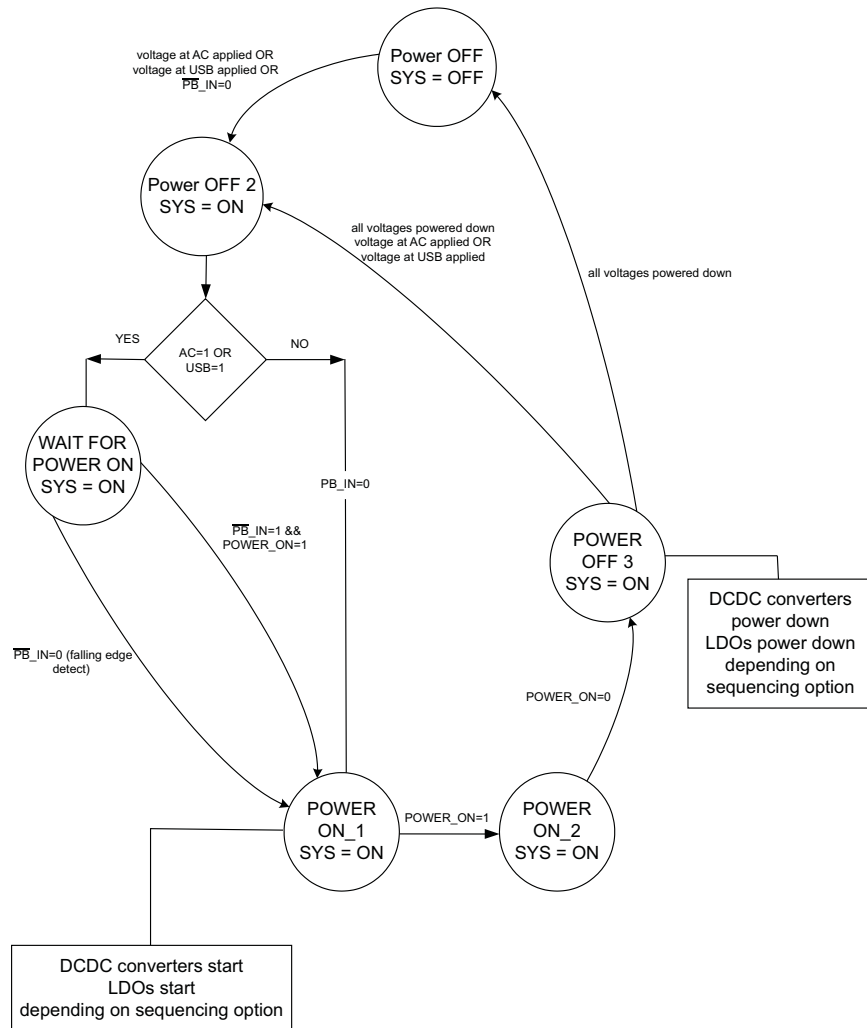 Power OFF
SYS = OFF
voltage at AC applied OR
voltage at USB applied OR
P̅B̅_IN=0
Power OFF 2
SYS = ON
all voltages powered down
voltage at AC applied OR
voltage at USB applied
all voltages powered down
YES
AC=1 OR
USB=1
NO
WAIT FOR
POWER ON
SYS = ON
PB_IN=0
P̅B̅_IN=1 &&
POWER_ON=1
POWER
OFF 3
SYS = ON
DCDC converters
power down
LDOs power down
depending on
sequencing option
P̅B̅_IN=0 (falling edge
detect)
POWER_ON=0
POWER
ON_1
SYS = ON
POWER_ON=1
POWER
ON_2
SYS = ON
DCDC converters start
LDOs start
depending on sequencing option